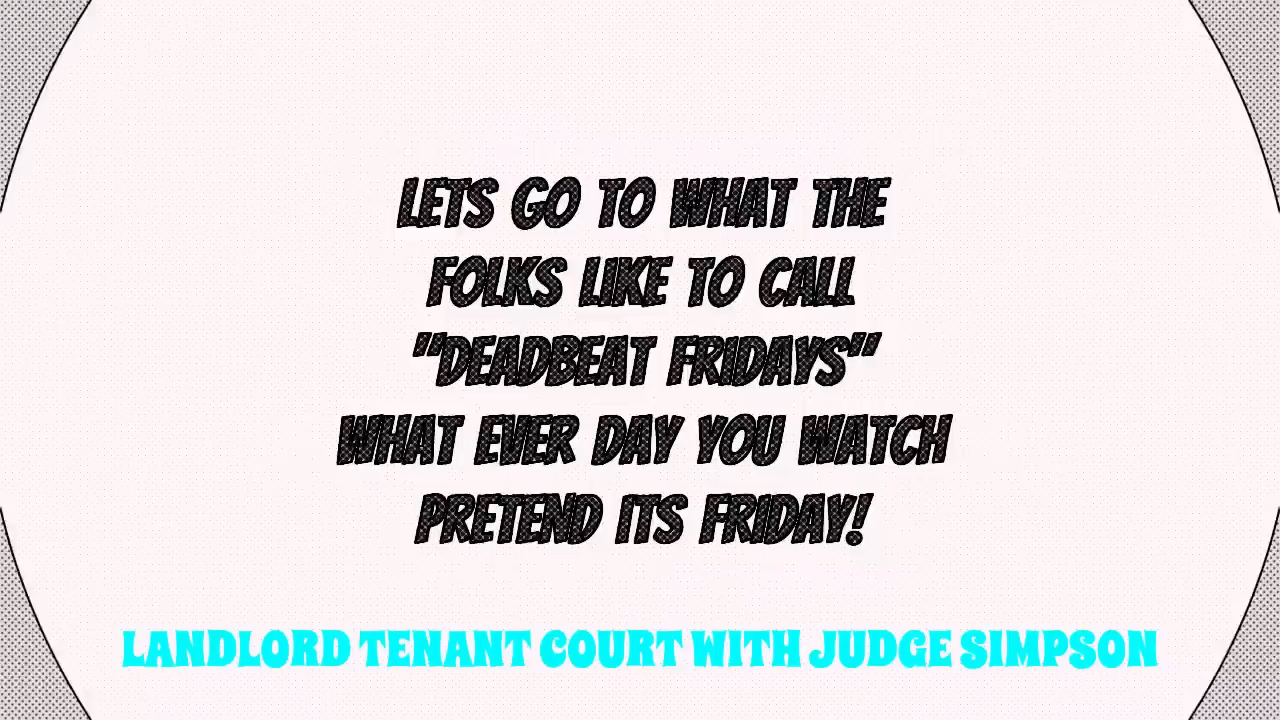 LETS GO TO WHAT THE
FOLKS LIKE TO CALL
"DEADBEAT FRIDAYS"
WHAT EVER DAY YOU WATCH
PRETEND ITS FRIDAY!
LANDLORD TENANT COURT WITH JUDGE SIMPSON